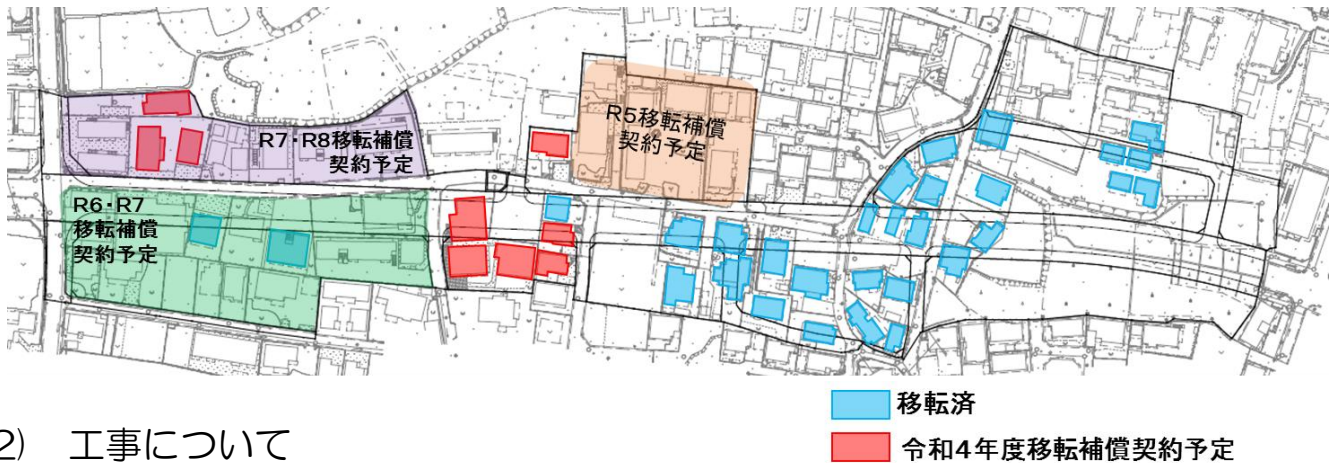 R5移転補償
契約予定
R7・R8移転補償
契約予定
R6・R7
移転補償
契約予定
移転済
令和4年度移転補償契約予定
2) 工事について